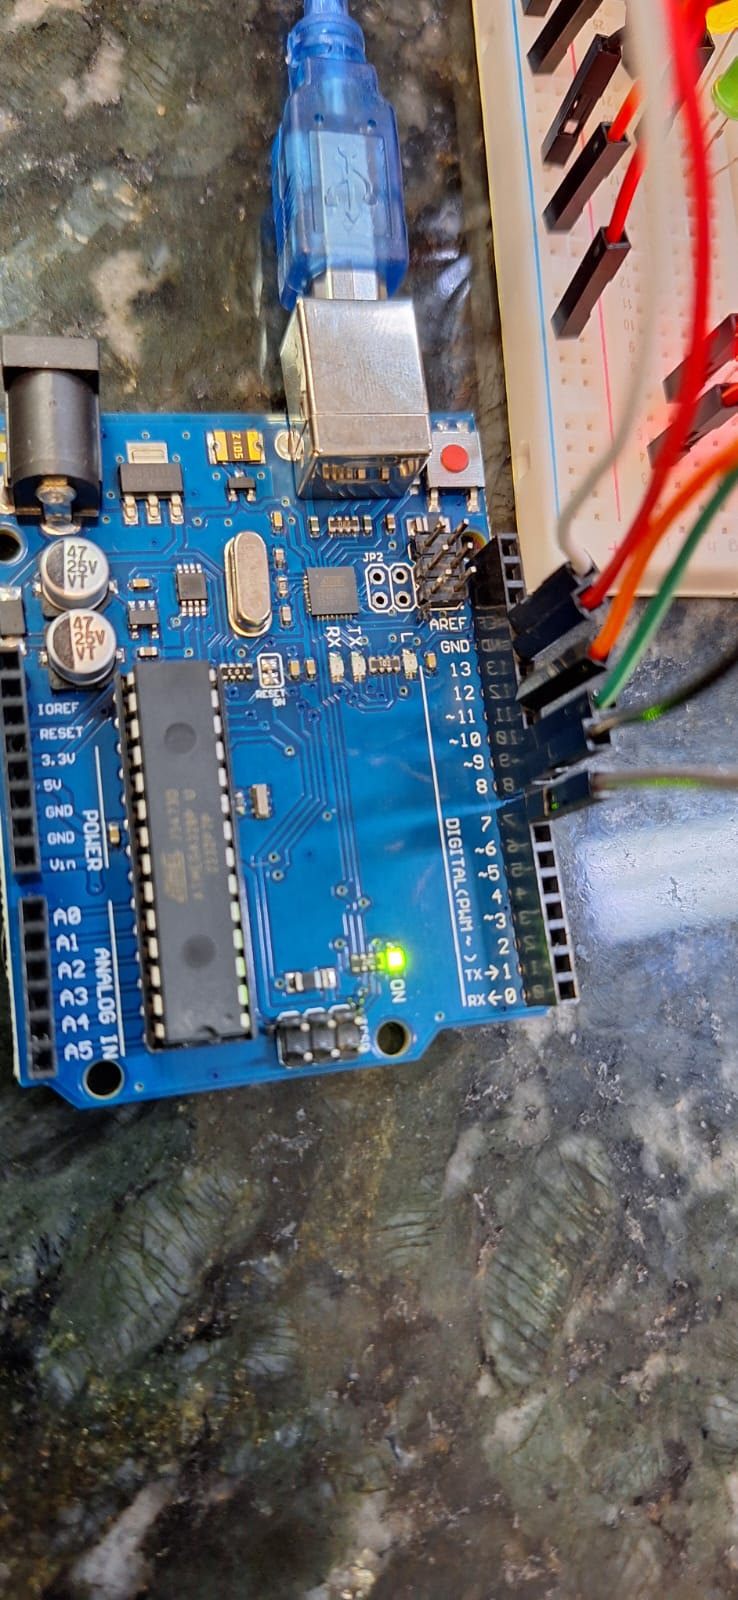 Z 15
JP2
47
25V
VT
47
25V
VT
RX
TX
L
RESET
ON
AREF
GND
13
12
~11
~10
~9
8
7
~6
~5
4
~3
2
TX→1
RX←0
DIGITAL(PWM ~)
IOREF
RESET
3.3V
5V
GND
GND
Vin
POWER
A0
A1
A2
A3
A4
A5
ANALOG IN
ON